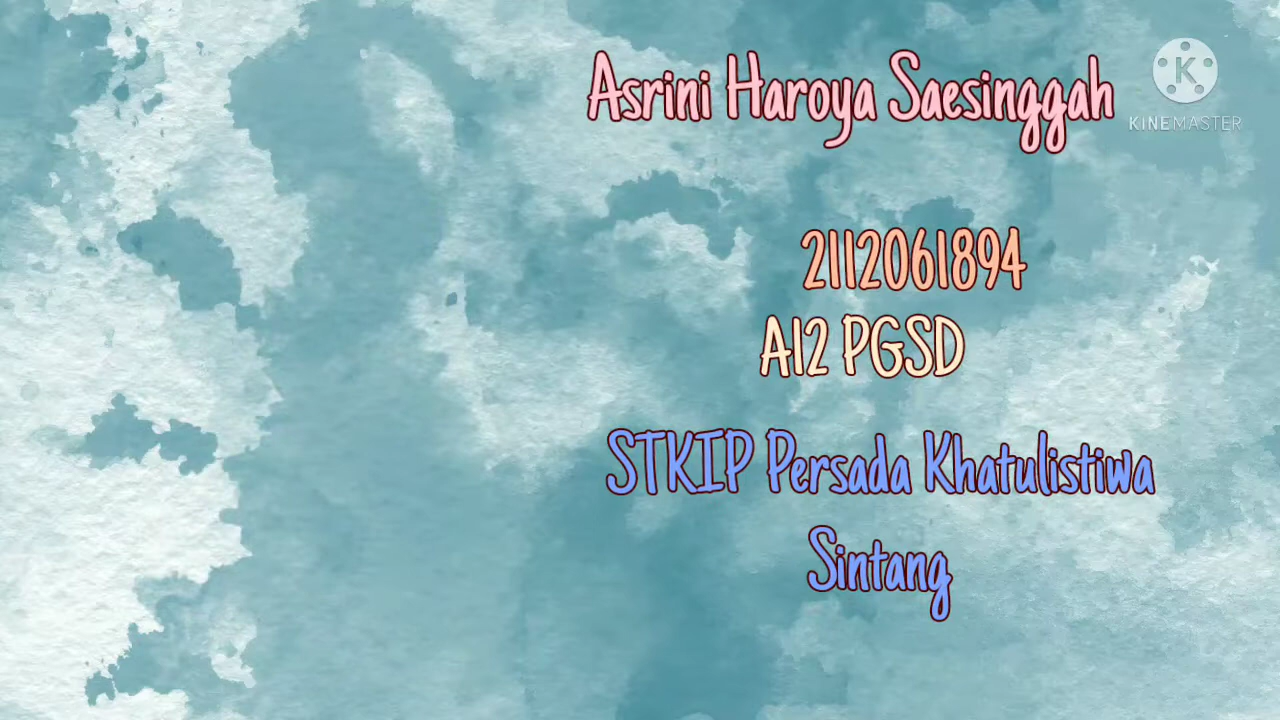 Asrini Haroya Saesinggah
KINEMASTER
2112061894
A12 PGSD
STKIP Persada Khatulistiwa
Sintang